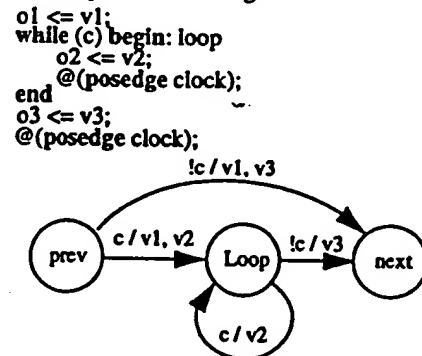 o1 <= v1;
while (c) begin: loop
o2 <= v2;
@(posedge clock);
end
o3 <= v3;
@(posedge clock);
!c / v1, v3
prev
c / v1, v2
Loop
!c / v3
next
c / v2